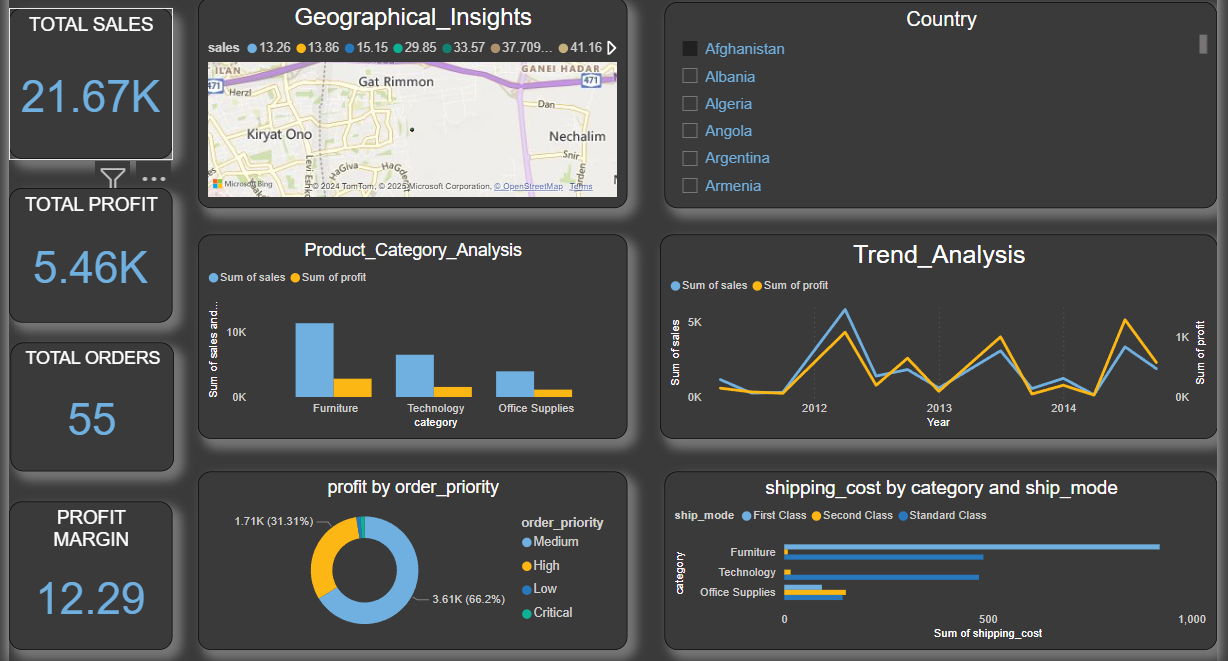 TOTAL SALES
21.67K
TOTAL PROFIT
5.46K
TOTAL ORDERS
55
PROFIT
MARGIN
12.29
Geographical_Insights
sales 13.26 13.86 15.15 29.85 33.57 37.709... 41.16
ILAN
GANEI HADAR
471
Herzl
Gat Rimmon
471
Dan
Kiryat Ono
Nechalim
Snir
HaGiva
HaGe
Levi Eshk
Microsoft Bing
© 2024 TomTom, © 2025 Microsoft Corporation, © OpenStreetMap Terms
Country
Afghanistan
Albania
Algeria
Angola
Argentina
Armenia
Product_Category_Analysis
Sum of sales Sum of profit
Sum of sales and...
10K
0K
Furniture Technology Office Supplies
category
Trend_Analysis
Sum of sales Sum of profit
Sum of sales
5K
0K
1K
0K
Sum of profit
2012 2013 2014
Year
profit by order_priority
1.71K (31.31%)
3.61K (66.2%)
order_priority
Medium
High
Low
Critical
shipping_cost by category and ship_mode
ship_mode First Class Second Class Standard Class
category
Furniture
Technology
Office Supplies
0 500 1,000
Sum of shipping_cost